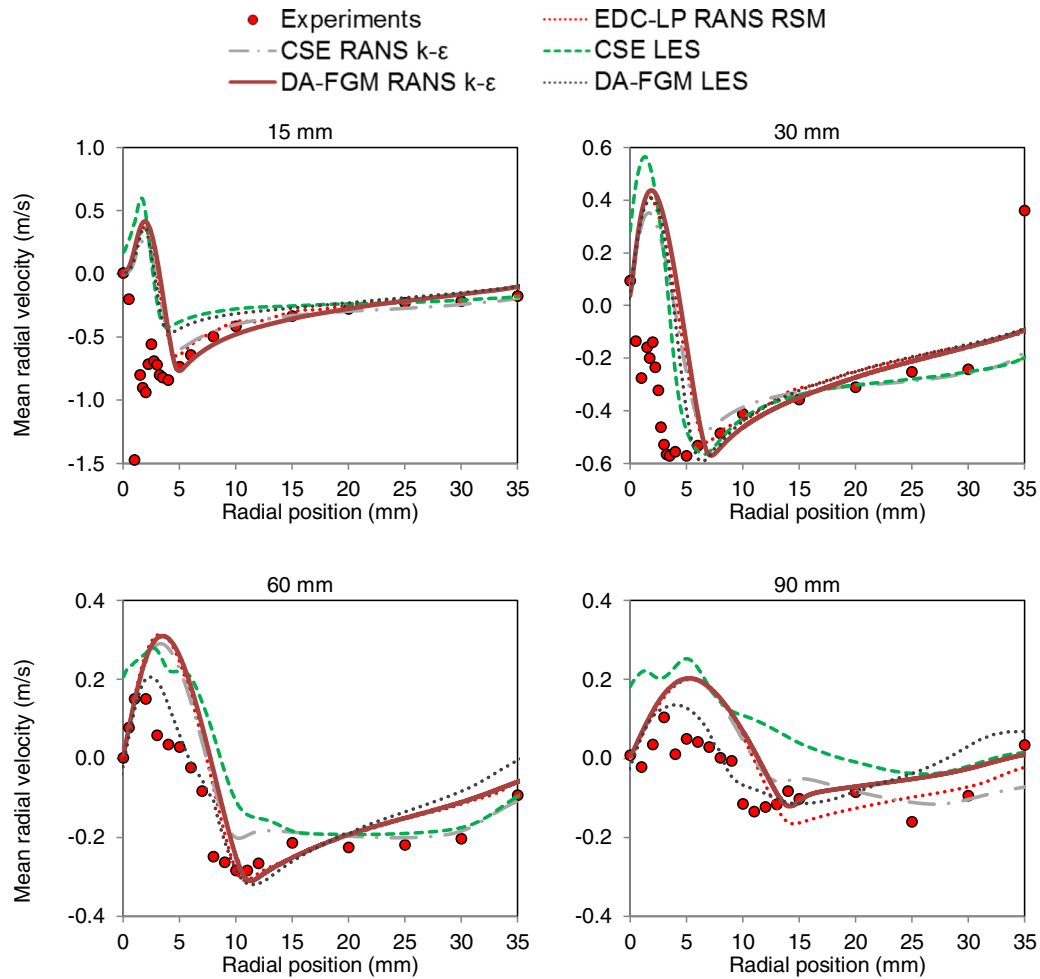 Experiments
EDC-LP RANS RSM
CSE RANS k-ε
CSE LES
DA-FGM RANS k-ε
DA-FGM LES
15 mm
Mean radial velocity (m/s)
1.0
0.5
0.0
-0.5
-1.0
-1.5
0 5 10 15 20 25 30 35
Radial position (mm)
30 mm
0.6
0.4
0.2
0.0
-0.2
-0.4
-0.6
0 5 10 15 20 25 30 35
Radial position (mm)
60 mm
Mean radial velocity (m/s)
0.4
0.2
0.0
-0.2
-0.4
0 5 10 15 20 25 30 35
Radial position (mm)
90 mm
0.4
0.2
0.0
-0.2
-0.4
0 5 10 15 20 25 30 35
Radial position (mm)